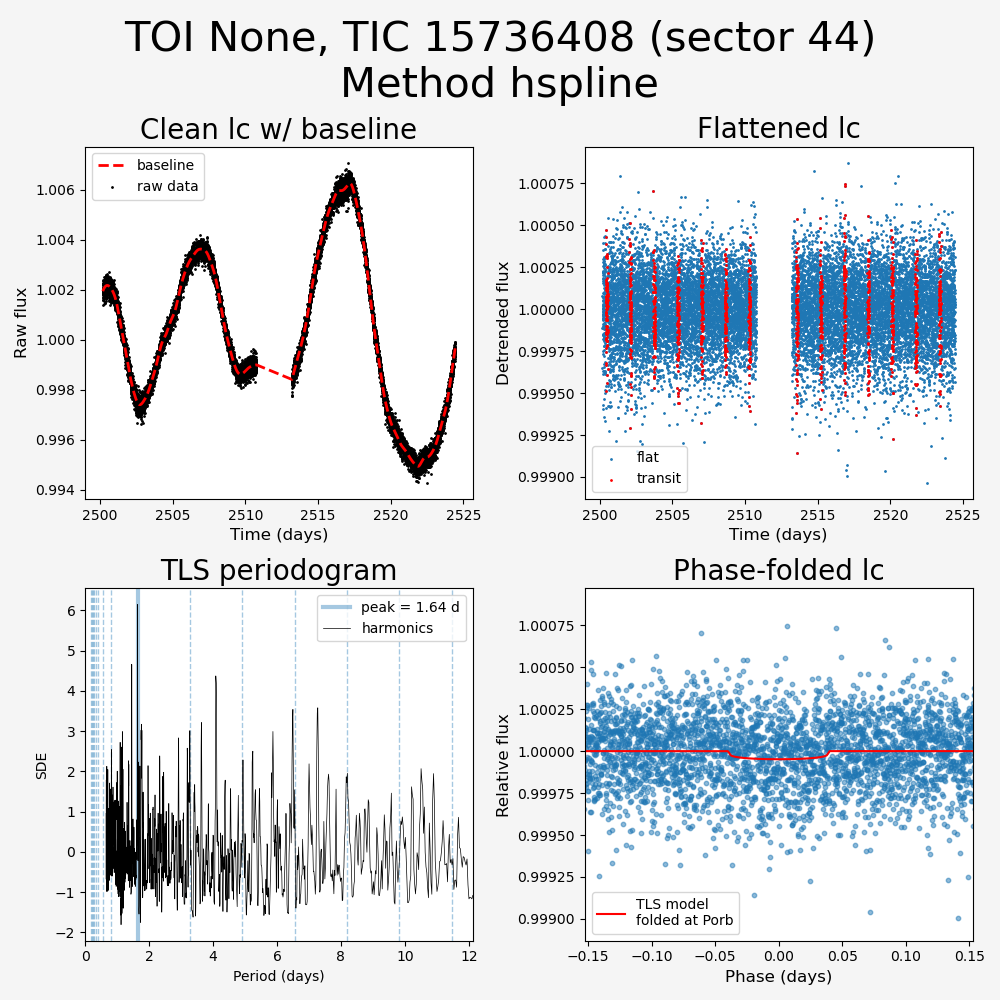 TOI None, TIC 15736408 (sector 44)
Method hspline
Clean lc w/ baseline
baseline
raw data
Raw flux
1.006
1.004
1.002
1.000
0.998
0.996
0.994
2500 2505 2510 2515 2520 2525
Time (days)
Flattened lc
Detrended flux
1.00075
1.00050
1.00025
1.00000
0.99975
0.99950
0.99925
0.99900
flat
transit
2500 2505 2510 2515 2520 2525
Time (days)
TLS periodogram
peak = 1.64 d
harmonics
SDE
6
5
4
3
2
1
0
−1
−2
0 2 4 6 8 10 12
Period (days)
Phase-folded lc
Relative flux
1.00075
1.00050
1.00025
1.00000
0.99975
0.99950
0.99925
0.99900
TLS model
folded at Porb
−0.15 −0.10 −0.05 0.00 0.05 0.10 0.15
Phase (days)